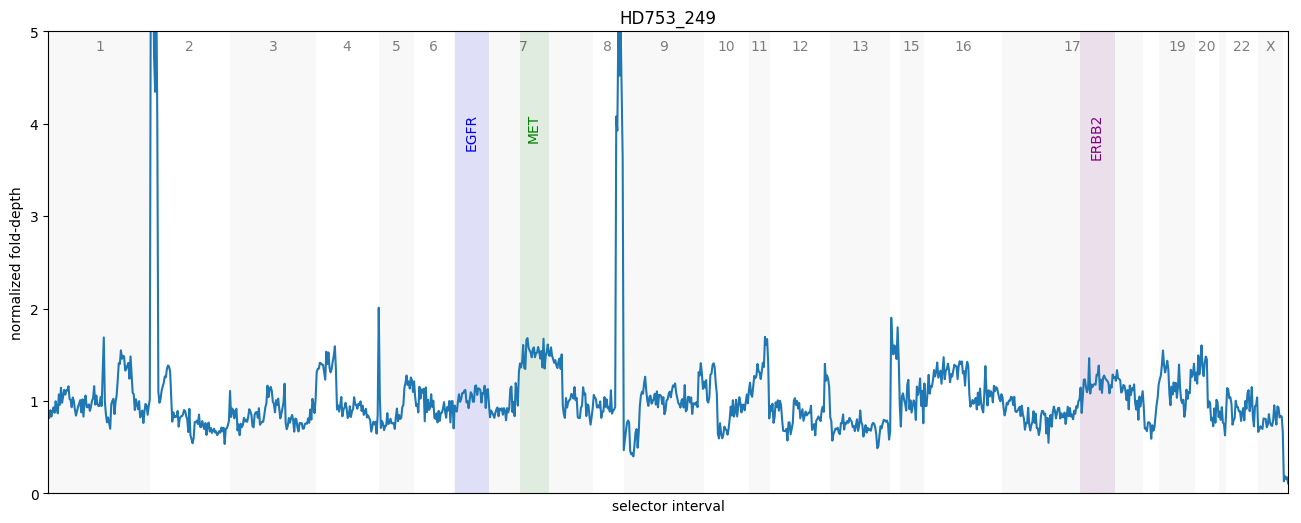 HD753_249
5
4
3
2
1
0
normalized fold-depth
1 2 3 4 5 6 7 8 9 10 11 12 13 15 16 17 19 20 22 X
EGFR
MET
ERBB2
selector interval